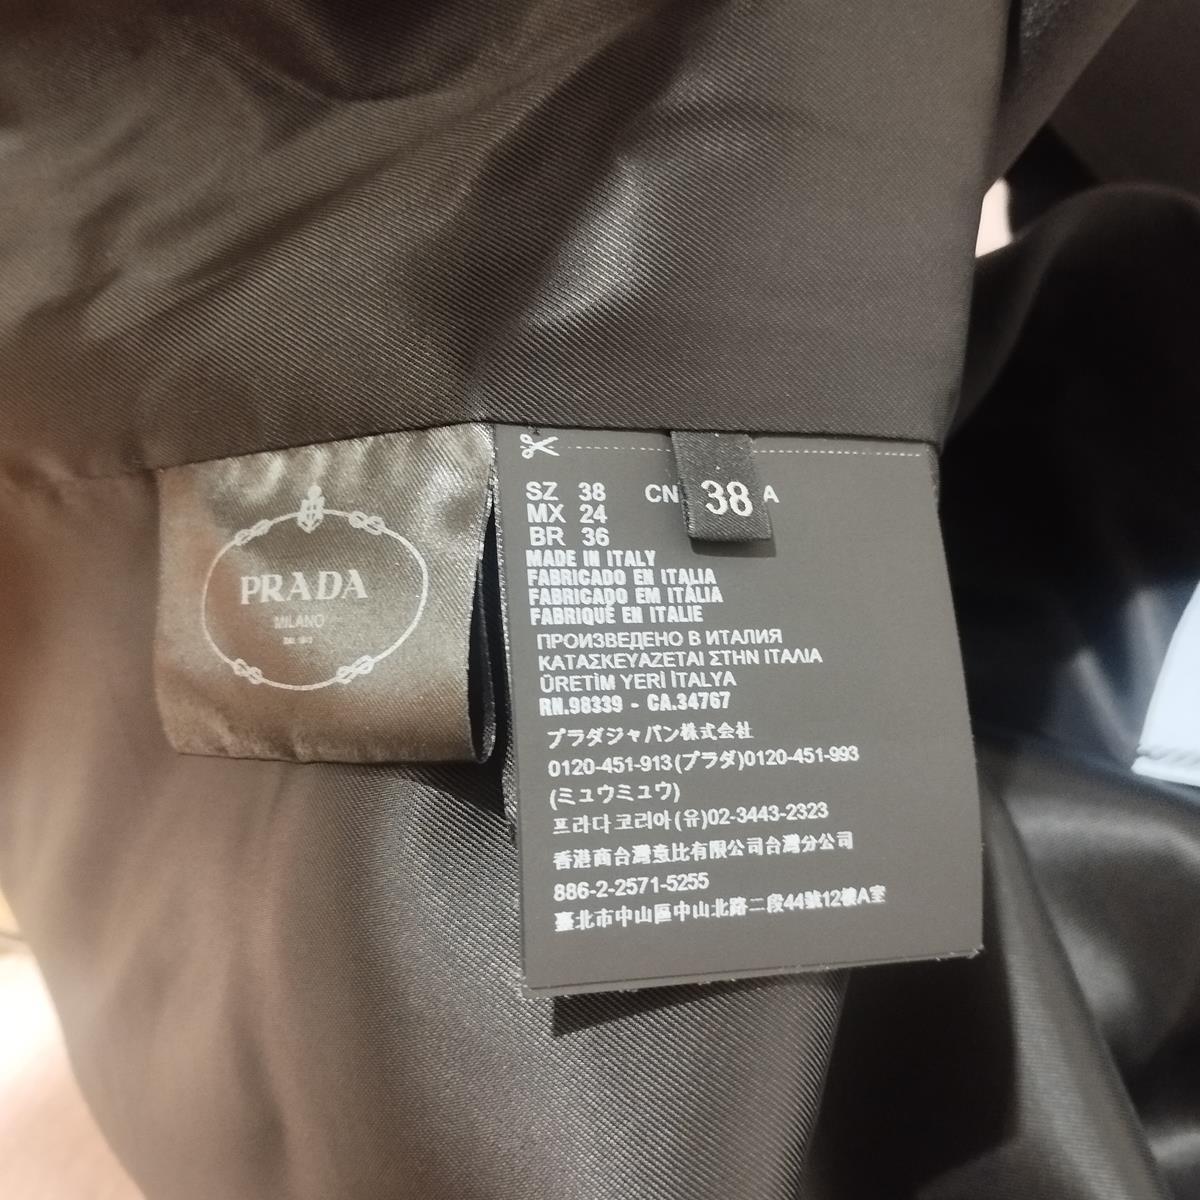 PRADA
MILANO
SZ 38 CN 38 A
MX 24
BR 36
MADE IN ITALY
FABRICADO EN ITALIA
FABRICADO EM ITÁLIA
FABRIQUÉ EN ITALIE
ПРОИЗВЕДЕНО В ИТАЛИЯ
ΚΑΤΑΣΚΕΥΑΖΕΤΑΙ ΣΤΗΝ ΙΤΑΛΙΑ
ÜRETİM YERİ İTALYA
RN.98339 - CA.34767
プラダジャパン株式会社
0120-451-913(プラダ)0120-451-993
(ミュウミュウ)
프라다 코리아(유)02-3443-2323
香港商台灣意比有限公司台灣分公司
886-2-2571-5255
臺北市中山區中山北路二段44號12樓A室